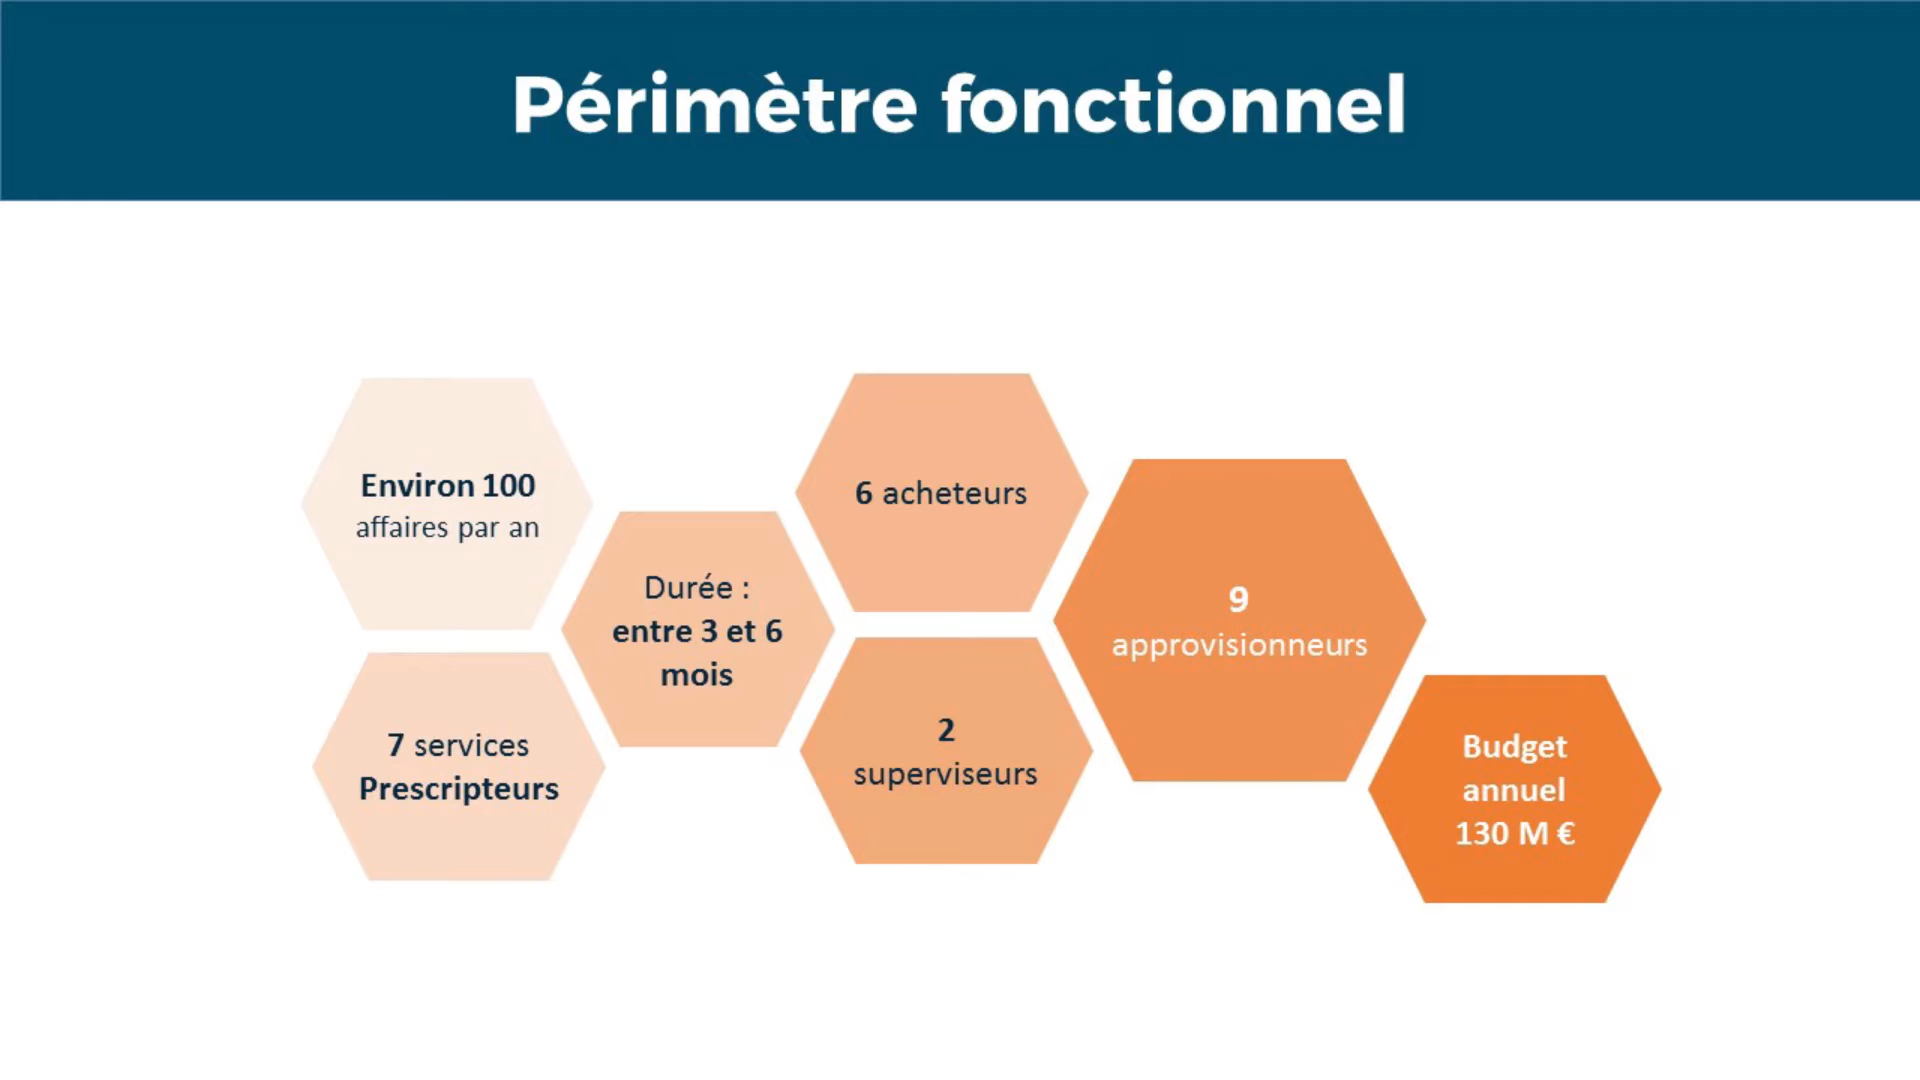 Périmètre fonctionnel
Environ 100
affaires par an
7 services
Prescripteurs
Durée :
entre 3 et 6
mois
6 acheteurs
2
superviseurs
9
approvisionneurs
Budget
annuel
130 M €